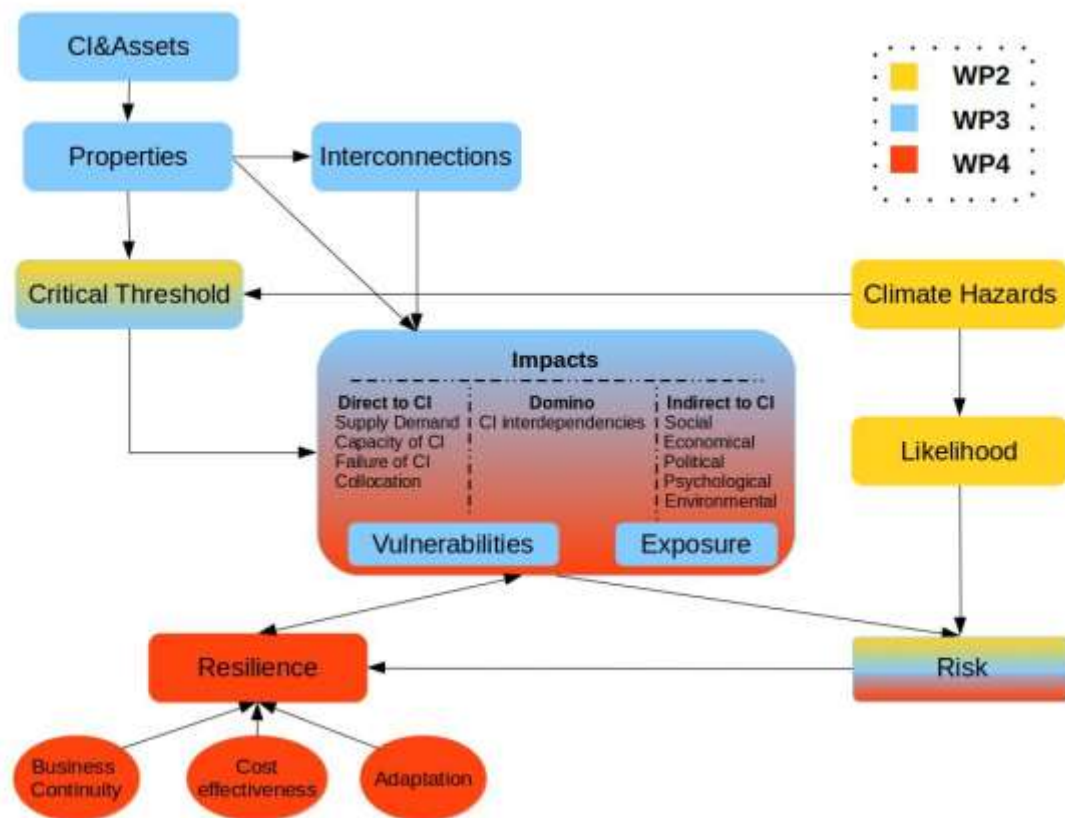 CI&Assets
WP2
WP3
WP4
Properties
Interconnections
Critical Threshold
Climate Hazards
Impacts
Direct to CI
Supply Demand
Capacity of CI
Failure of CI
Collocation
Domino
CI interdependencies
Indirect to CI
Social
Economical
Political
Psychological
Environmental
Vulnerabilities
Exposure
Likelihood
Resilience
Risk
Business
Continuity
Cost
effectiveness
Adaptation